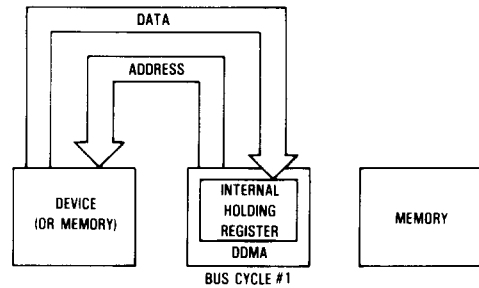 DATA
ADDRESS
DEVICE
(OR MEMORY)
INTERNAL
HOLDING
REGISTER
DDMA
MEMORY
BUS CYCLE #1